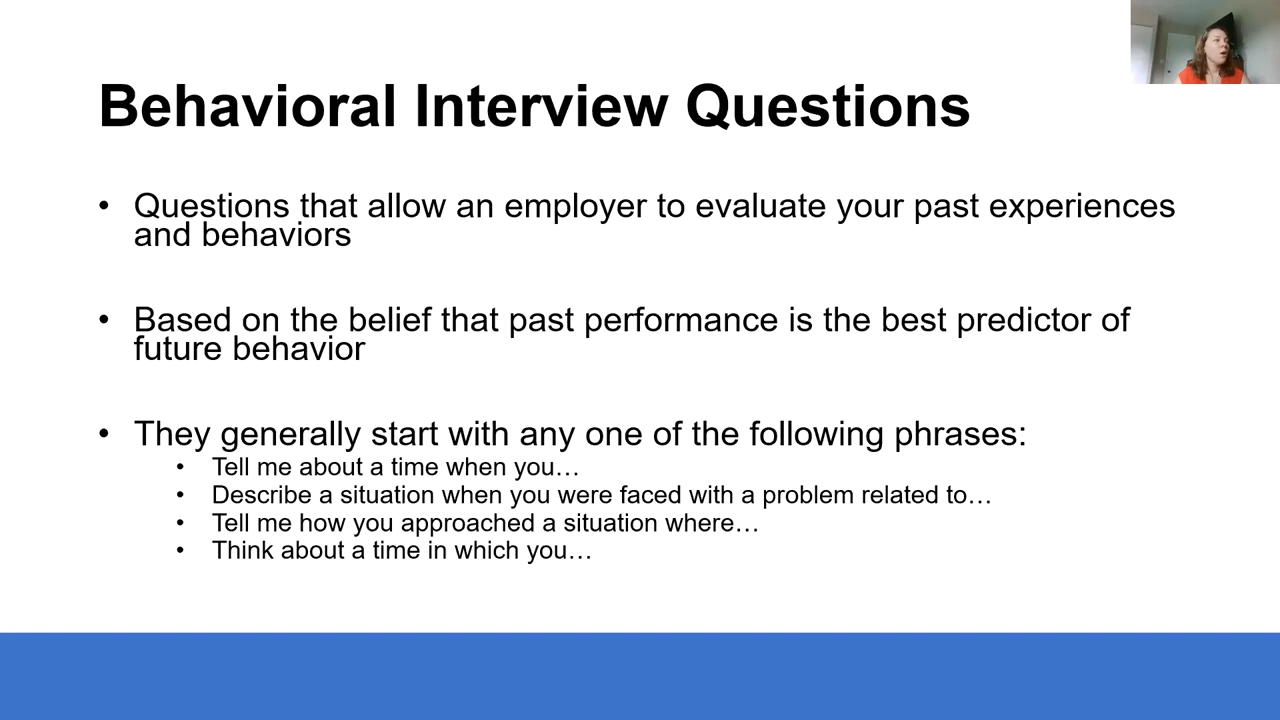 Behavioral Interview Questions
• Questions that allow an employer to evaluate your past experiences
and behaviors
• Based on the belief that past performance is the best predictor of
future behavior
• They generally start with any one of the following phrases:
• Tell me about a time when you…
• Describe a situation when you were faced with a problem related to…
• Tell me how you approached a situation where…
• Think about a time in which you…